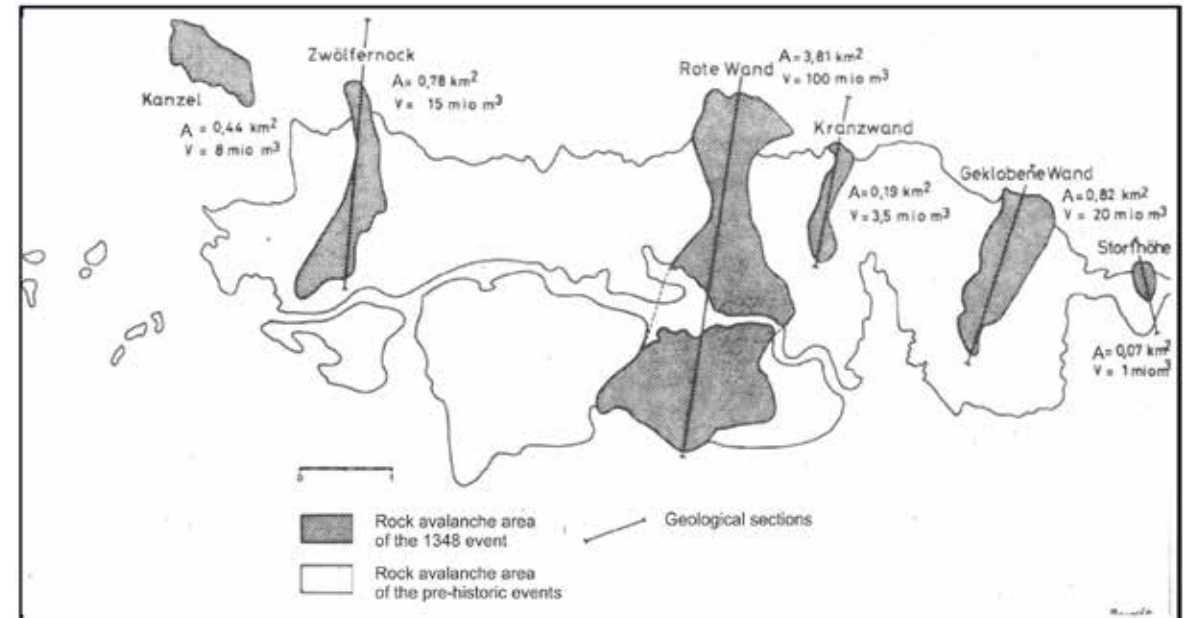 Kanzel
A = 0,44 km²
V = 8 mio m³
Zwölfernock
A = 0,78 km²
V = 15 mio m³
Rote Wand
A = 3,81 km²
V = 100 mio m³
Kranzwand
A = 0,19 km²
V = 3,5 mio m³
Geklobene Wand
A = 0,82 km²
V = 20 mio m³
Storfhöhe
A = 0,07 km²
V = 1 mio m³
0 1
Rock avalanche area
of the 1348 event
Geological sections
Rock avalanche area
of the pre-historic events